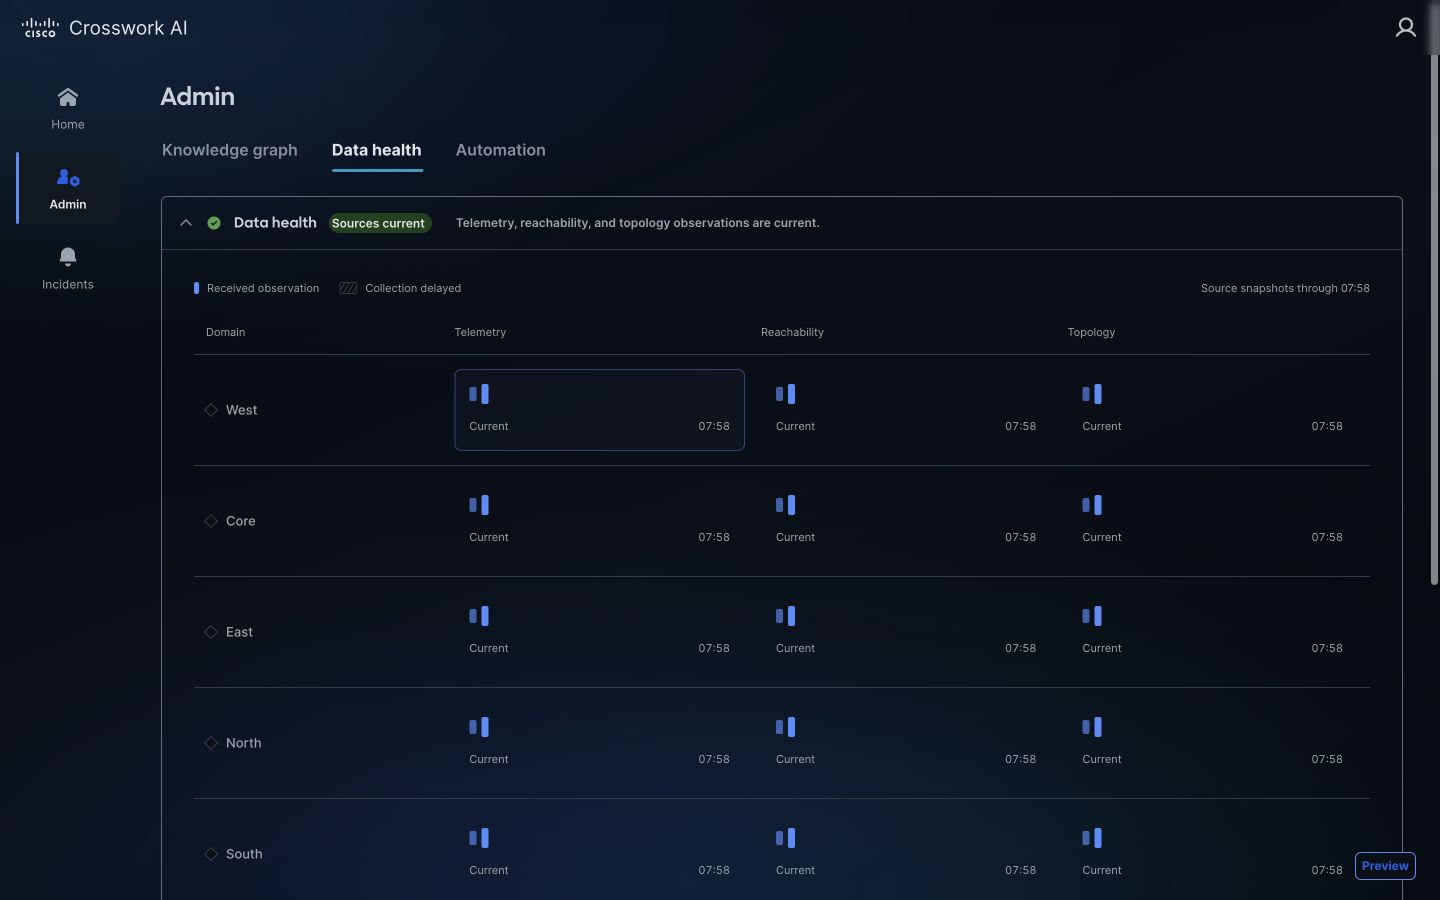 CISCO Crosswork AI
Home
Admin
Incidents
Admin
Knowledge graph Data health Automation
Data health Sources current Telemetry, reachability, and topology observations are current.
Received observation Collection delayed Source snapshots through 07:58
Domain Telemetry Reachability Topology
West
Current 07:58 Current 07:58 Current 07:58
Core
Current 07:58 Current 07:58 Current 07:58
East
Current 07:58 Current 07:58 Current 07:58
North
Current 07:58 Current 07:58 Current 07:58
South
Current 07:58 Current 07:58 Current 07:58
Preview